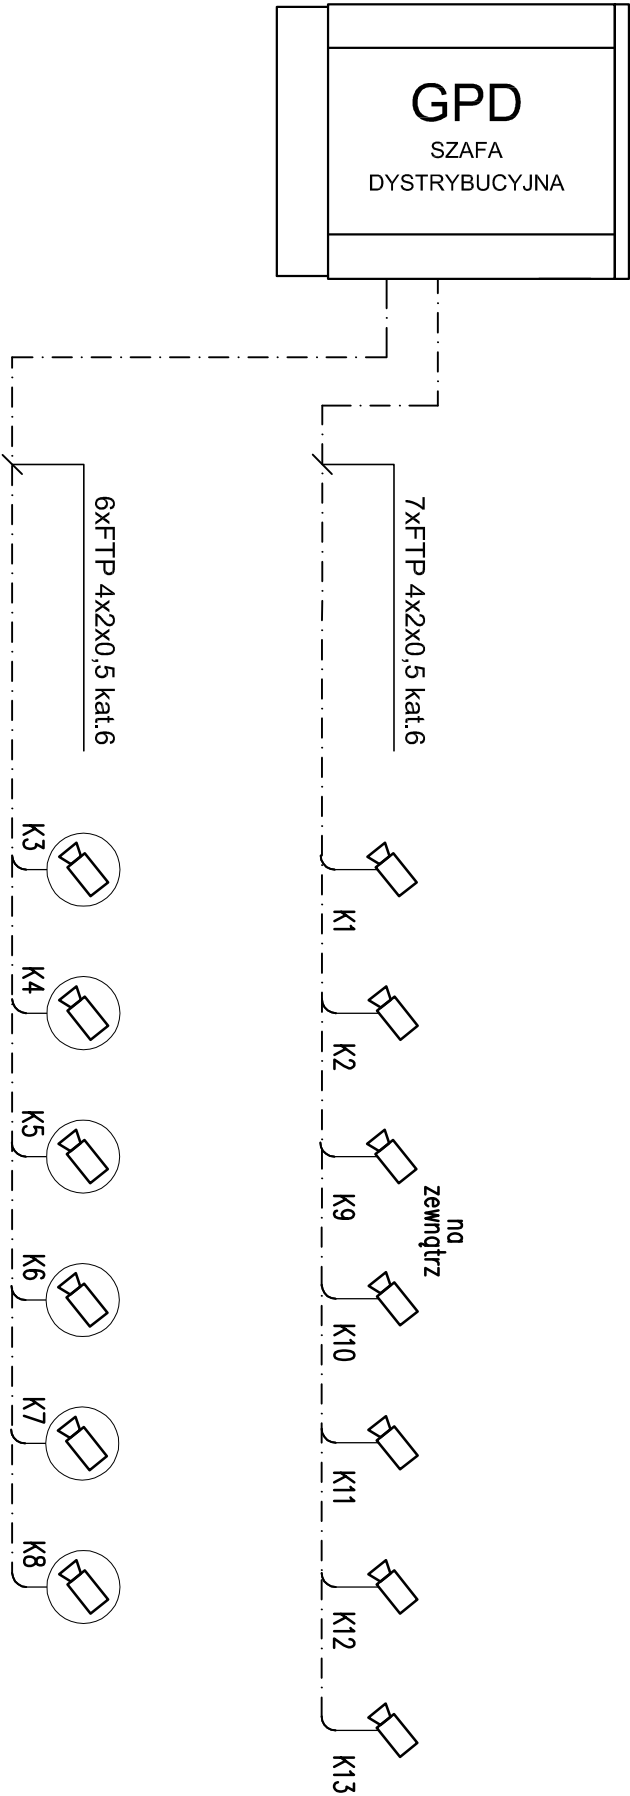 GPD
SZAFA
DYSTRYBUCYJNA
7xFTP 4x2x0,5 kat.6
6xFTP 4x2x0,5 kat.6
K1
K2
K9
na
zewnątrz
K10
K11
K12
K13
K3
K4
K5
K6
K7
K8